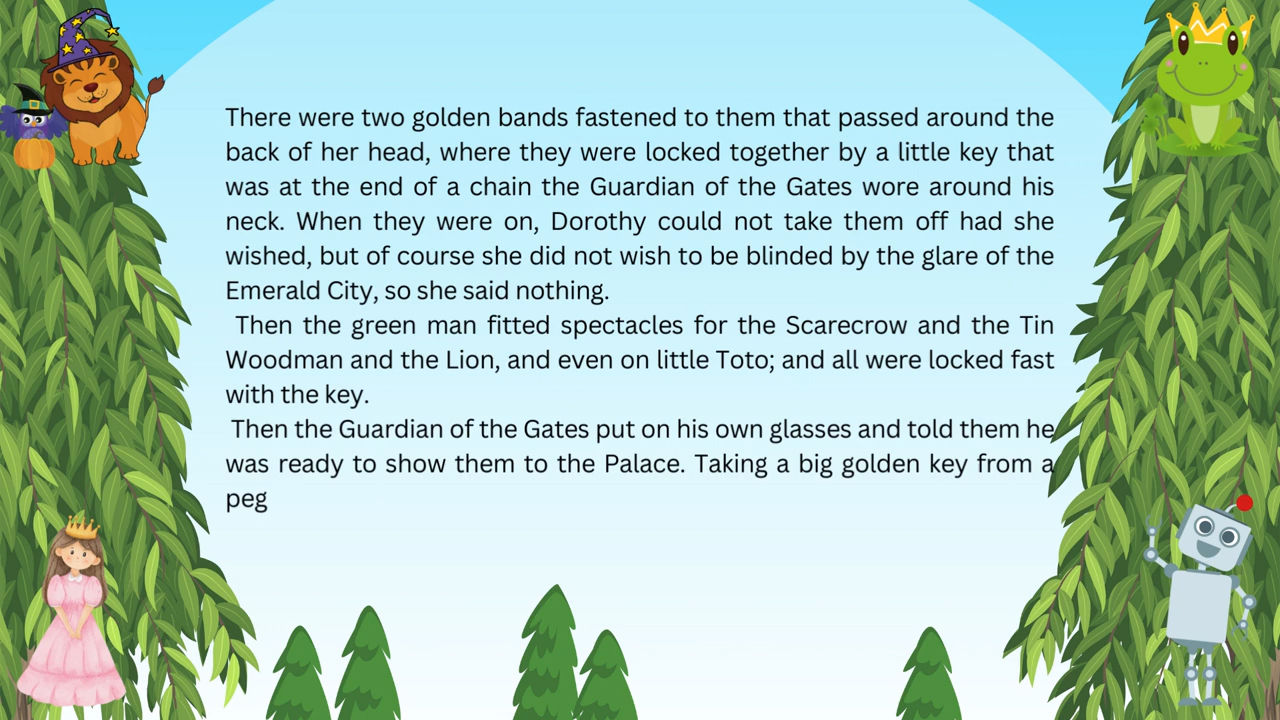 There were two golden bands fastened to them that passed around the
back of her head, where they were locked together by a little key that
was at the end of a chain the Guardian of the Gates wore around his
neck. When they were on, Dorothy could not take them off had she
wished, but of course she did not wish to be blinded by the glare of the
Emerald City, so she said nothing.
Then the green man fitted spectacles for the Scarecrow and the Tin
Woodman and the Lion, and even on little Toto; and all were locked fast
with the key.
Then the Guardian of the Gates put on his own glasses and told them he
was ready to show them to the Palace. Taking a big golden key from a
peg